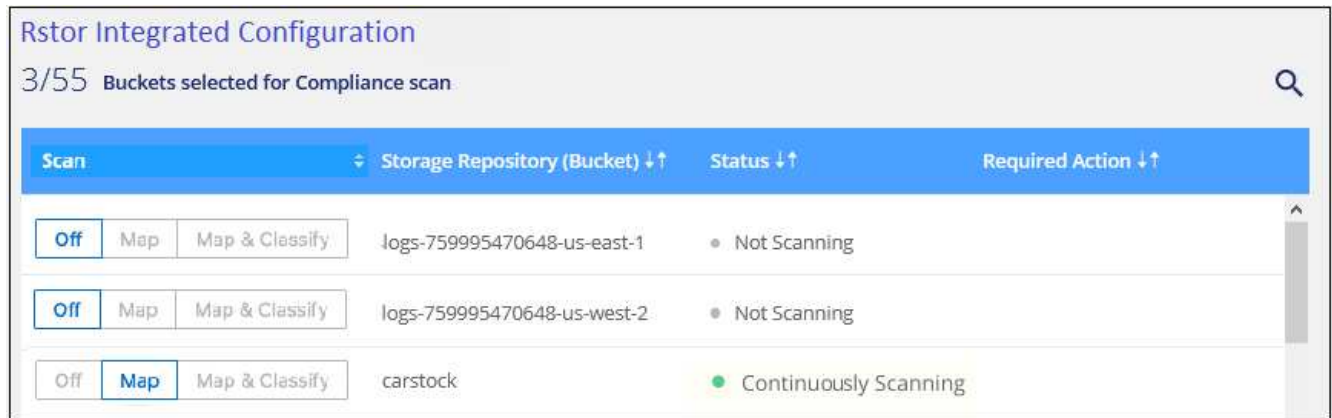 Rstor Integrated Configuration
3/55 Buckets selected for Compliance scan
Scan Storage Repository (Bucket) ↓↑ Status ↓↑ Required Action ↓↑
Off Map Map & Classify logs-759995470648-us-east-1 Not Scanning
Off Map Map & Classify logs-759995470648-us-west-2 Not Scanning
Off Map Map & Classify carstock Continuously Scanning